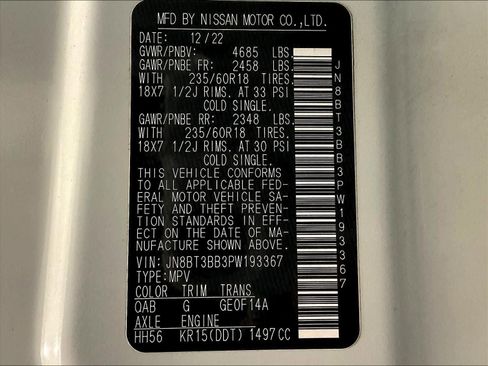 MFD BY NISSAN MOTOR CO.,LTD.
DATE: 12/22
GVWR/PNBV: 4685 LBS.
GAWR/PNBE FR: 2458 LBS.
WITH 235/60R18 TIRES.
18X7 1/2J RIMS. AT 33 PSI
COLD SINGLE.
GAWR/PNBE RR: 2348 LBS.
WITH 235/60R18 TIRES.
18X7 1/2J RIMS. AT 30 PSI
COLD SINGLE.
THIS VEHICLE CONFORMS
TO ALL APPLICABLE FED-
ERAL MOTOR VEHICLE SA-
FETY AND THEFT PREVEN-
TION STANDARDS IN EFF-
ECT ON THE DATE OF MA-
NUFACTURE SHOWN ABOVE.
VIN: JN8BT3BB3PW193367
TYPE: MPV
COLOR TRIM TRANS
QAB G GE0F14A
AXLE ENGINE
HH56 KR15(DDT) 1497CC
JN8BT3BB3PW193367